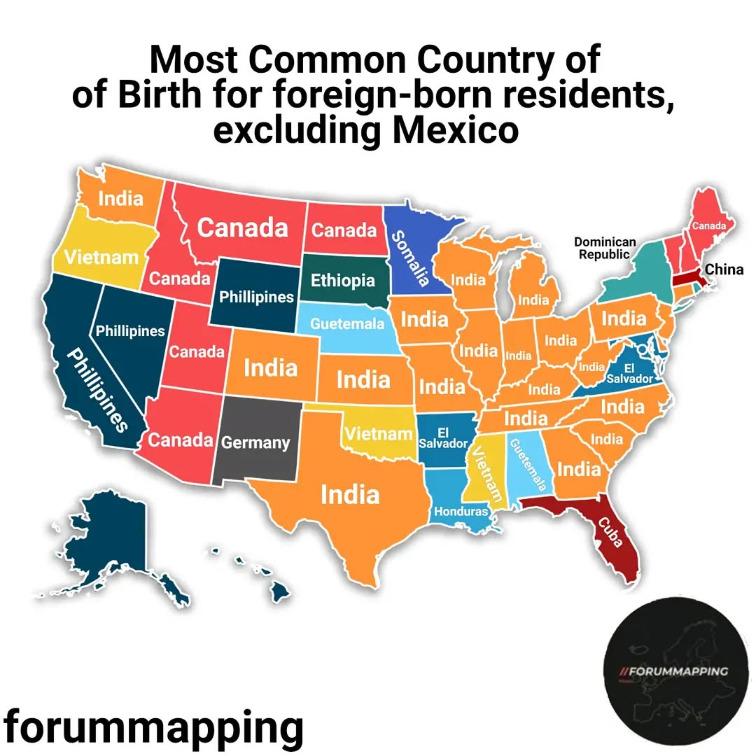 Most Common Country of
of Birth for foreign-born residents,
excluding Mexico
India
Canada
Canada
Somalia
Canada
Dominican
Republic
China
Vietnam
Canada
Phillipines
Ethiopia
India
India
Phillipines
Guetemala
India
India
Canada
India
India
India
India
India
India
El
Salvador
Phillipines
India
India
India
India
Canada
Germany
Vietnam
El
Salvador
India
India
Vietnam
Guetemala
India
India
Honduras
Cuba
//FORUMMAPPING
forummapping